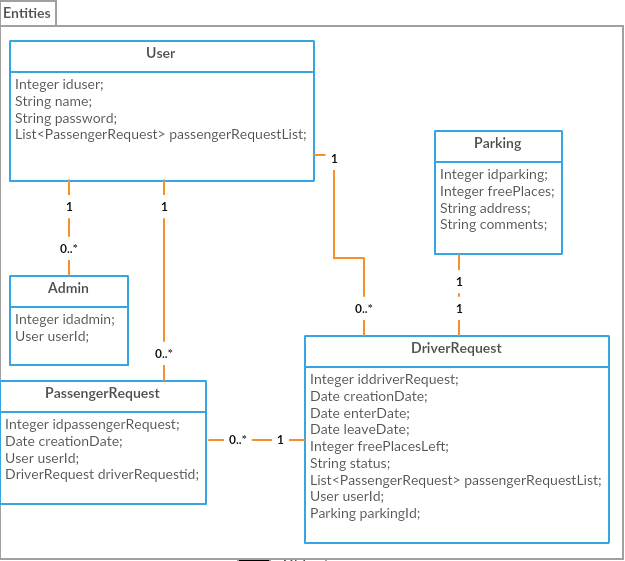 Entities
User
Integer iduser;
String name;
String password;
List<PassengerRequest> passengerRequestList;
1
Parking
Integer idparking;
Integer freePlaces;
String address;
String comments;
1
1
0..*
Admin
Integer idadmin;
User userId;
1
1
0..*
0..*
DriverRequest
Integer iddriverRequest;
Date creationDate;
Date enterDate;
Date leaveDate;
Integer freePlacesLeft;
String status;
List<PassengerRequest> passengerRequestList;
User userId;
Parking parkingId;
PassengerRequest
Integer idpassengerRequest;
Date creationDate;
User userId;
DriverRequest driverRequestid;
0..*
1